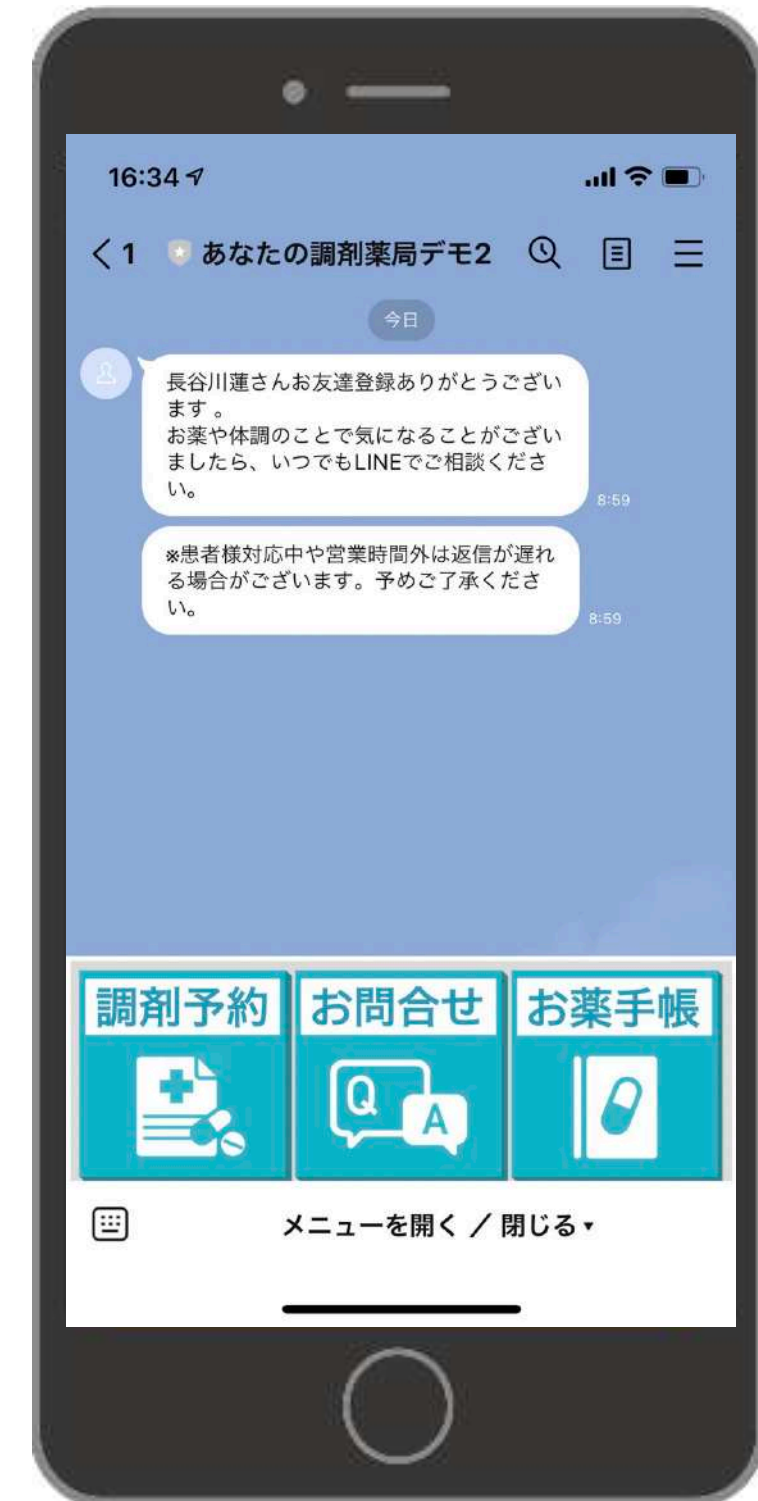 16:34
1 あなたの調剤薬局デモ2
今日
長谷川蓮さんお友達登録ありがとうござい
ます 。
お薬や体調のことで気になることがござい
ましたら、いつでもLINEでご相談くださ
い。
8:59
※患者様対応中や営業時間外は返信が遅れ
る場合がございます。予めご了承くださ
い。
8:59
調剤予約
お問合せ
お薬手帳
Q
A
メニューを開く / 閉じる▼